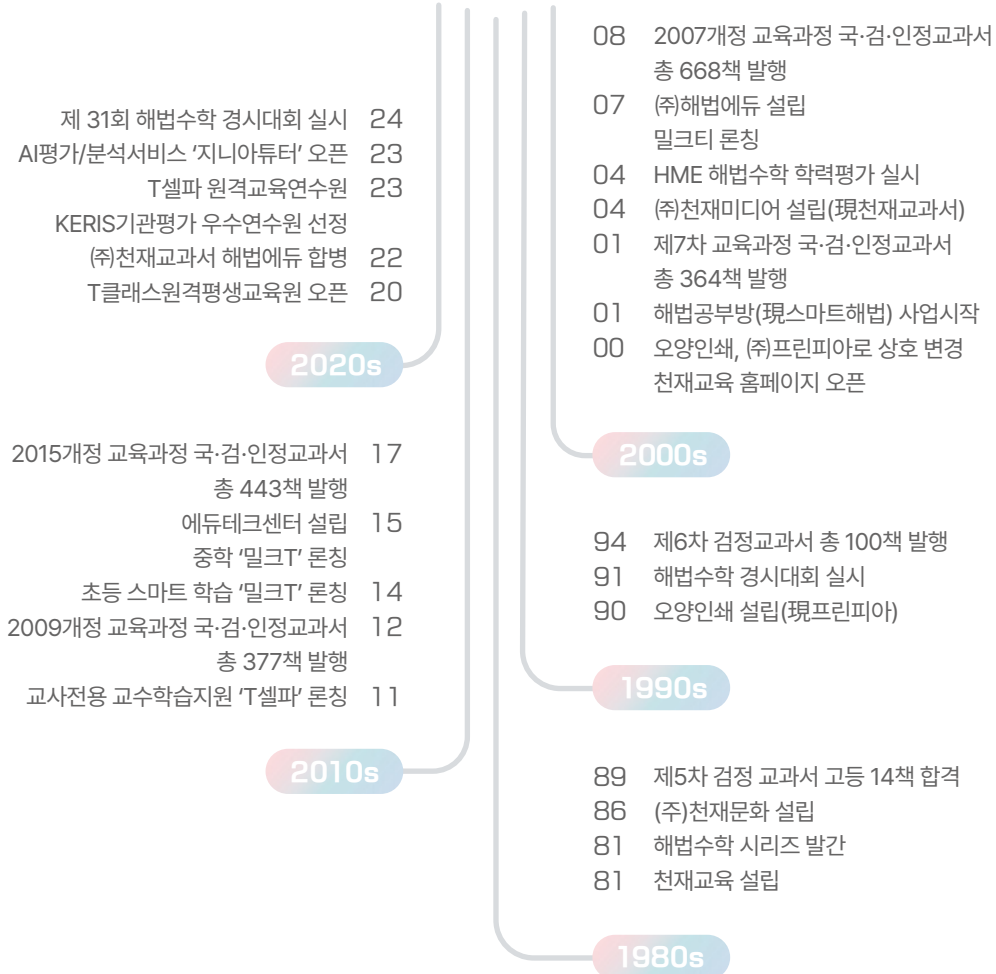 제 31회 해법수학 경시대회 실시 24
AI평가/분석서비스 ‘지니아튜터’ 오픈 23
T셀파 원격교육연수원 23
KERIS기관평가 우수연수원 선정
㈜천재교과서 해법에듀 합병 22
T클래스원격평생교육원 오픈 20
2020s
2015개정 교육과정 국·검·인정교과서 17
총 443책 발행
에듀테크센터 설립 15
중학 ‘밀크T’ 론칭
초등 스마트 학습 ‘밀크T’ 론칭 14
2009개정 교육과정 국·검·인정교과서 12
총 377책 발행
교사전용 교수학습지원 ‘T셀파’ 론칭 11
2010s
08 2007개정 교육과정 국·검·인정교과서
총 668책 발행
07 ㈜해법에듀 설립
밀크티 론칭
04 HME 해법수학 학력평가 실시
04 ㈜천재미디어 설립(現천재교과서)
01 제7차 교육과정 국·검·인정교과서
총 364책 발행
01 해법공부방(現스마트해법) 사업시작
00 오양인쇄, ㈜프린피아로 상호 변경
천재교육 홈페이지 오픈
2000s
94 제6차 검정교과서 총 100책 발행
91 해법수학 경시대회 실시
90 오양인쇄 설립(現프린피아)
1990s
89 제5차 검정 교과서 고등 14책 합격
86 (주)천재문화 설립
81 해법수학 시리즈 발간
81 천재교육 설립
1980s